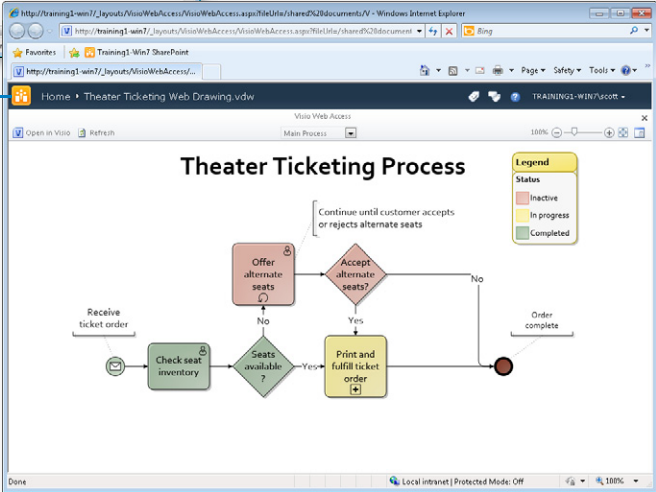 http://training1-win7/_layouts/VisioWebAccess/VisioWebAccess.aspx?fileUrl=/shared%20documents/V - Windows Internet Explorer
http://training1-win7/_layouts/VisioWebAccess/VisioWebAccess.aspx?fileUrl=/shared%20document
Bing
Favorites
Training1-Win7 SharePoint
http://training1-win7/_layouts/VisioWebAccess/...
Page
Safety
Tools
Home
Theater Ticketing Web Drawing.vdw
TRAINING1-WIN7\scott
Visio Web Access
Open in Visio
Refresh
Main Process
100%
Theater Ticketing Process
Legend
Status
Inactive
In progress
Completed
Continue until customer accepts
or rejects alternate seats
Offer
alternate
seats
Accept
alternate
seats?
No
Receive
ticket order
No
Yes
Order
complete
Check seat
inventory
Seats
available
?
Yes
Print and
fulfill ticket
order
Done
Local intranet | Protected Mode: Off
100%